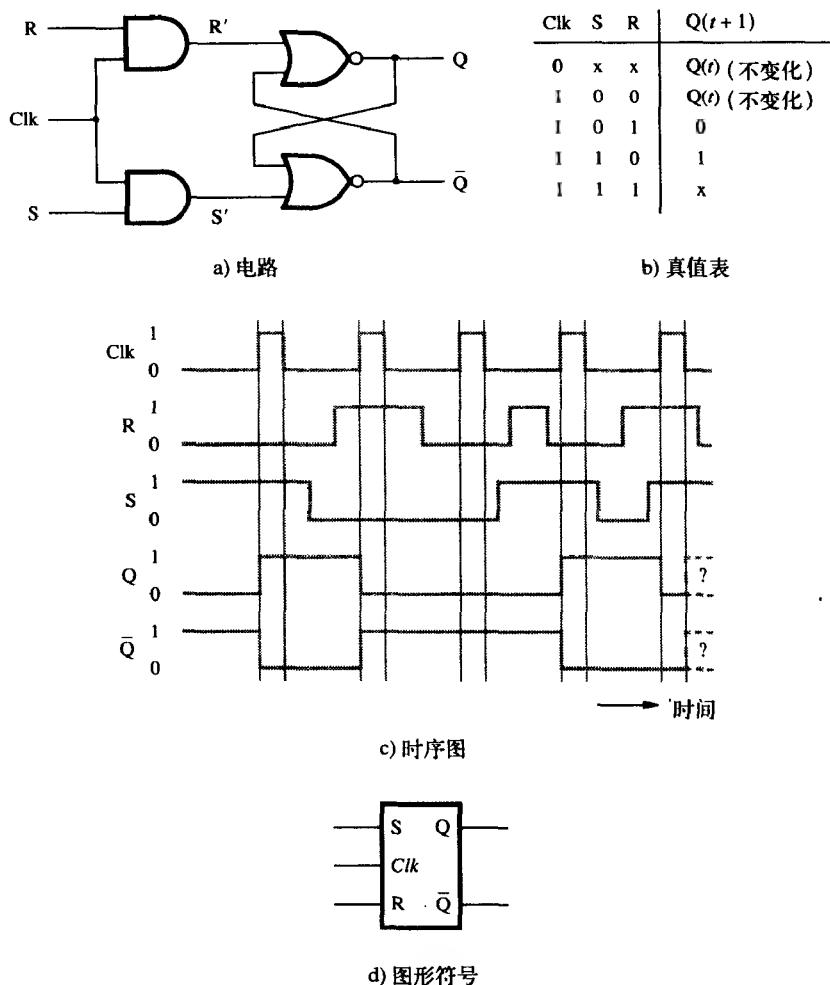 R
R′
Q
Clk
S
S′
Q̄
a) 电路
Clk S R Q(t+1)
0 x x Q(t) (不变化)
1 0 0 Q(t) (不变化)
1 0 1 0
1 1 0 1
1 1 1 x
b) 真值表
1
Clk
0
1
R
0
1
S
0
1
Q
0
?
1
Q̄
0
?
时间
c) 时序图
S Q
Clk
R Q̄
d) 图形符号